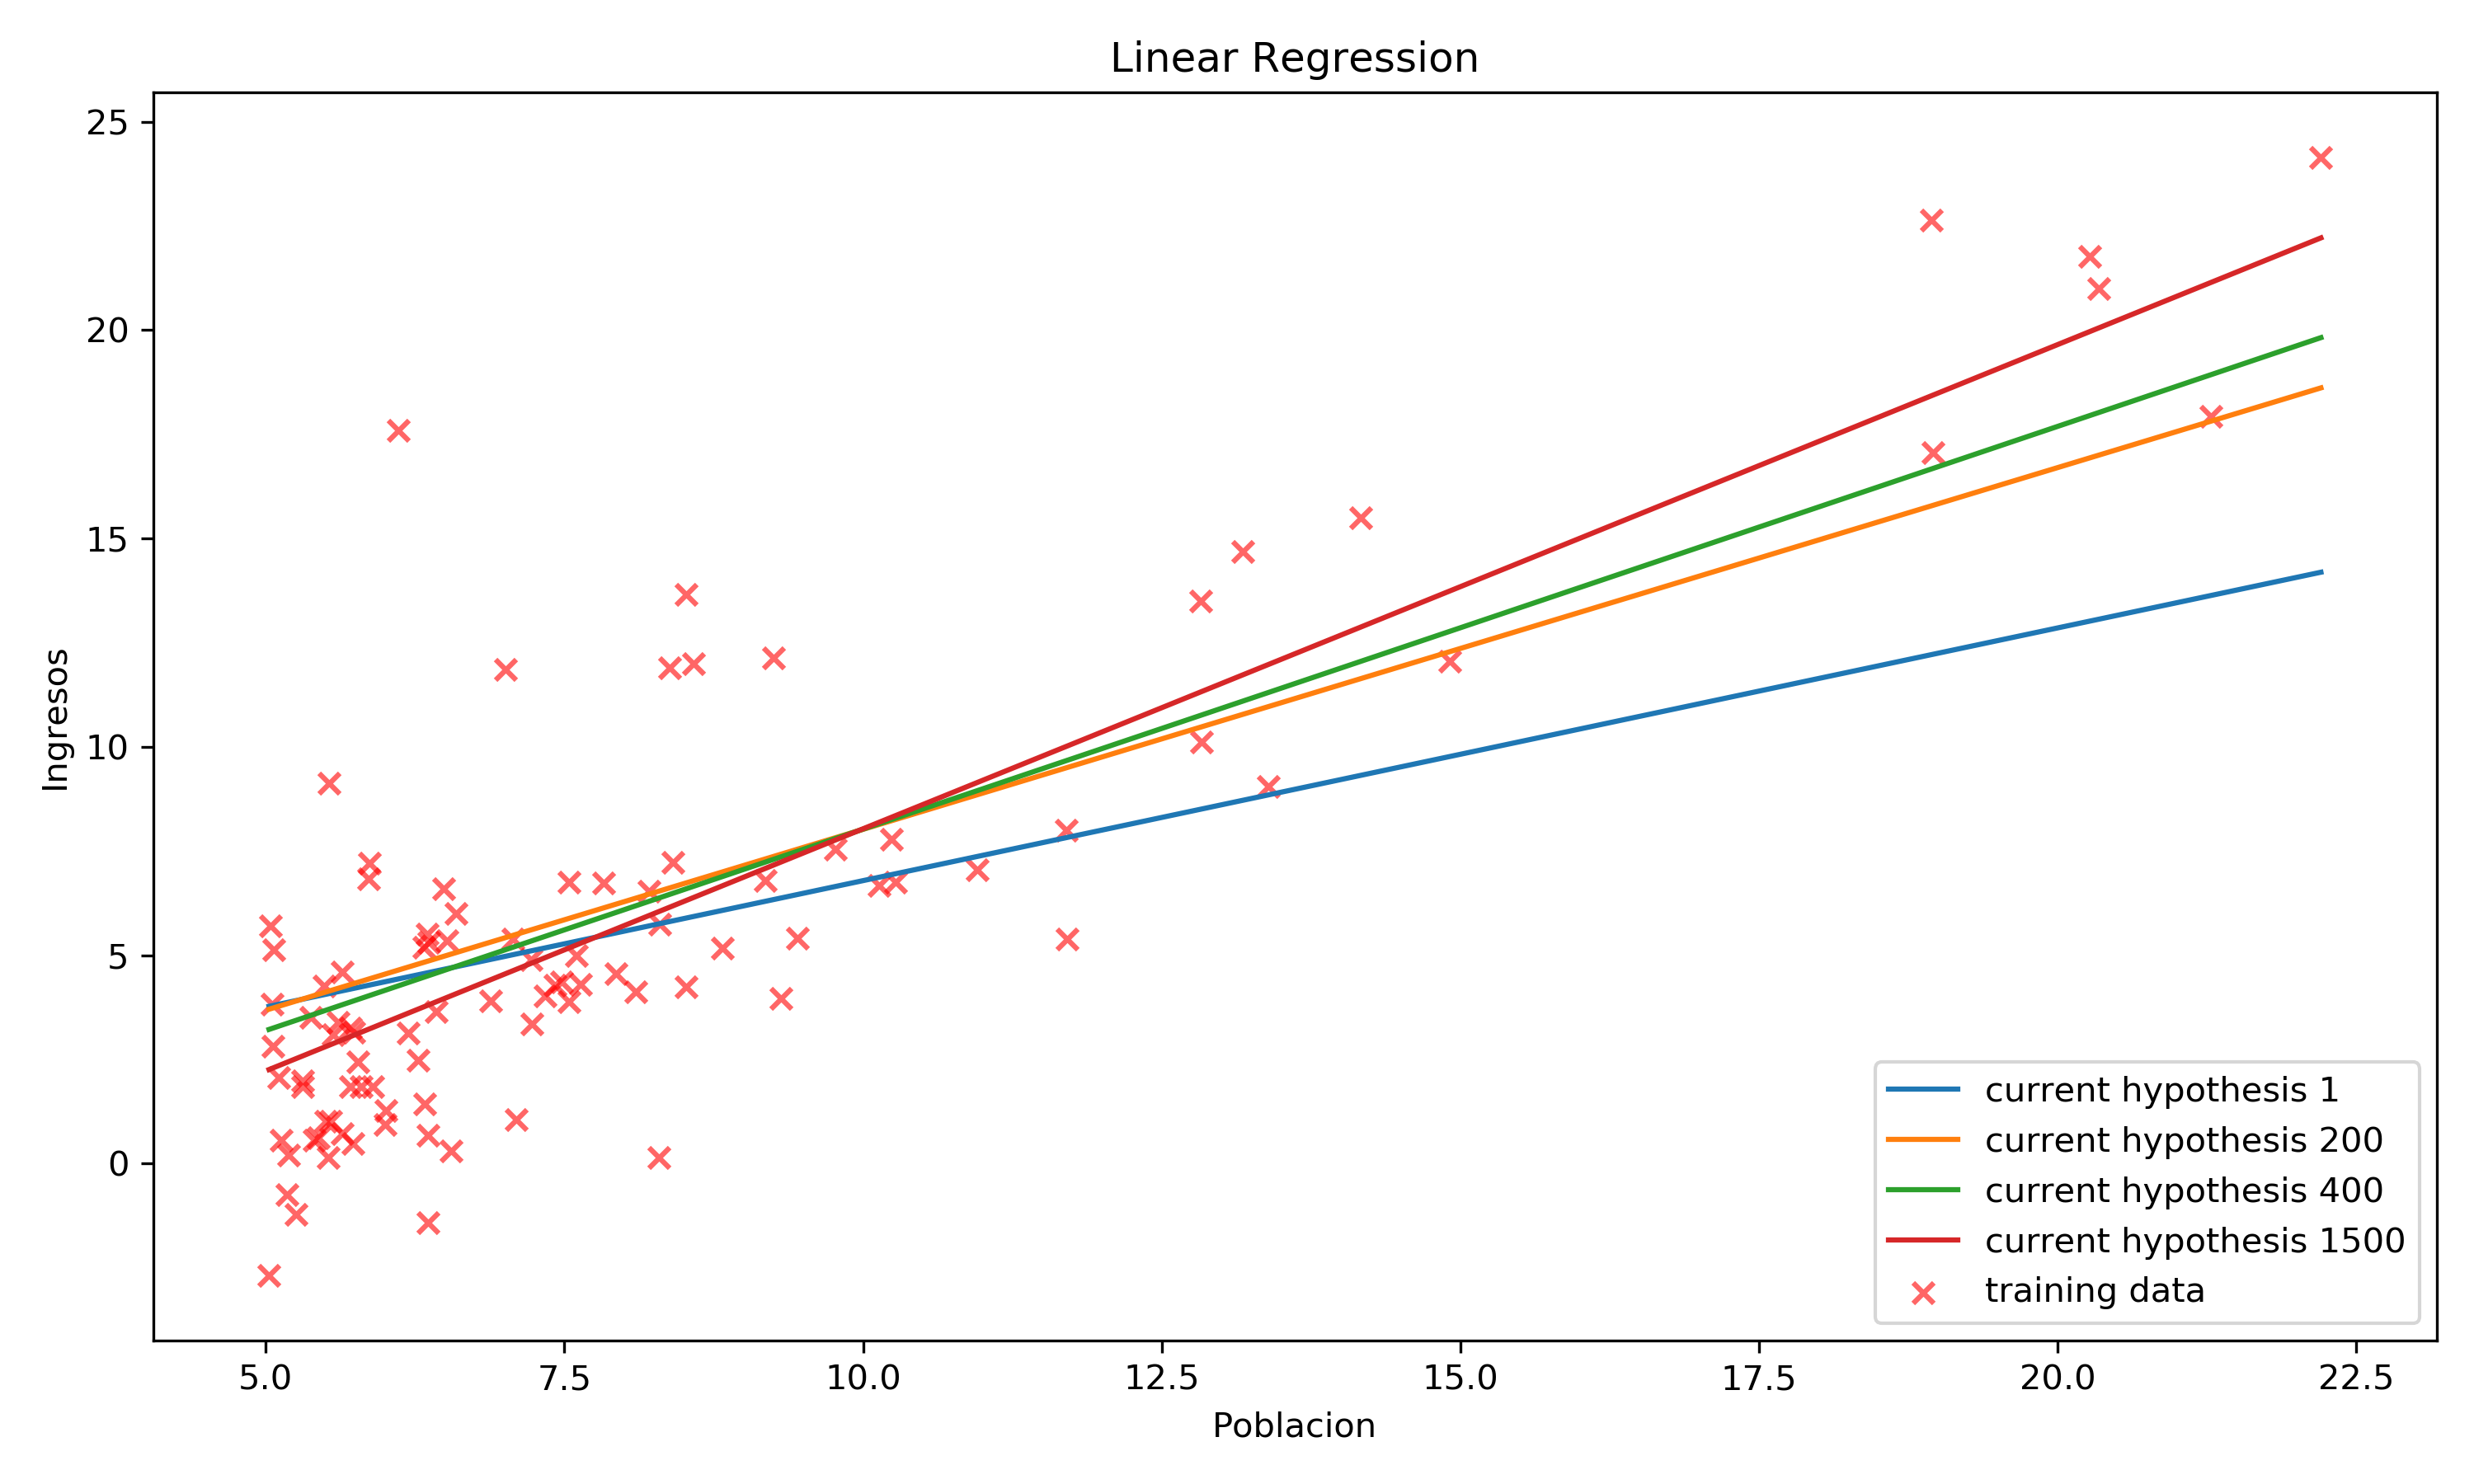 Linear Regression
25
20
15
10
5
0
Ingresos
5.0 7.5 10.0 12.5 15.0 17.5 20.0 22.5
Poblacion
current hypothesis 1
current hypothesis 200
current hypothesis 400
current hypothesis 1500
training data